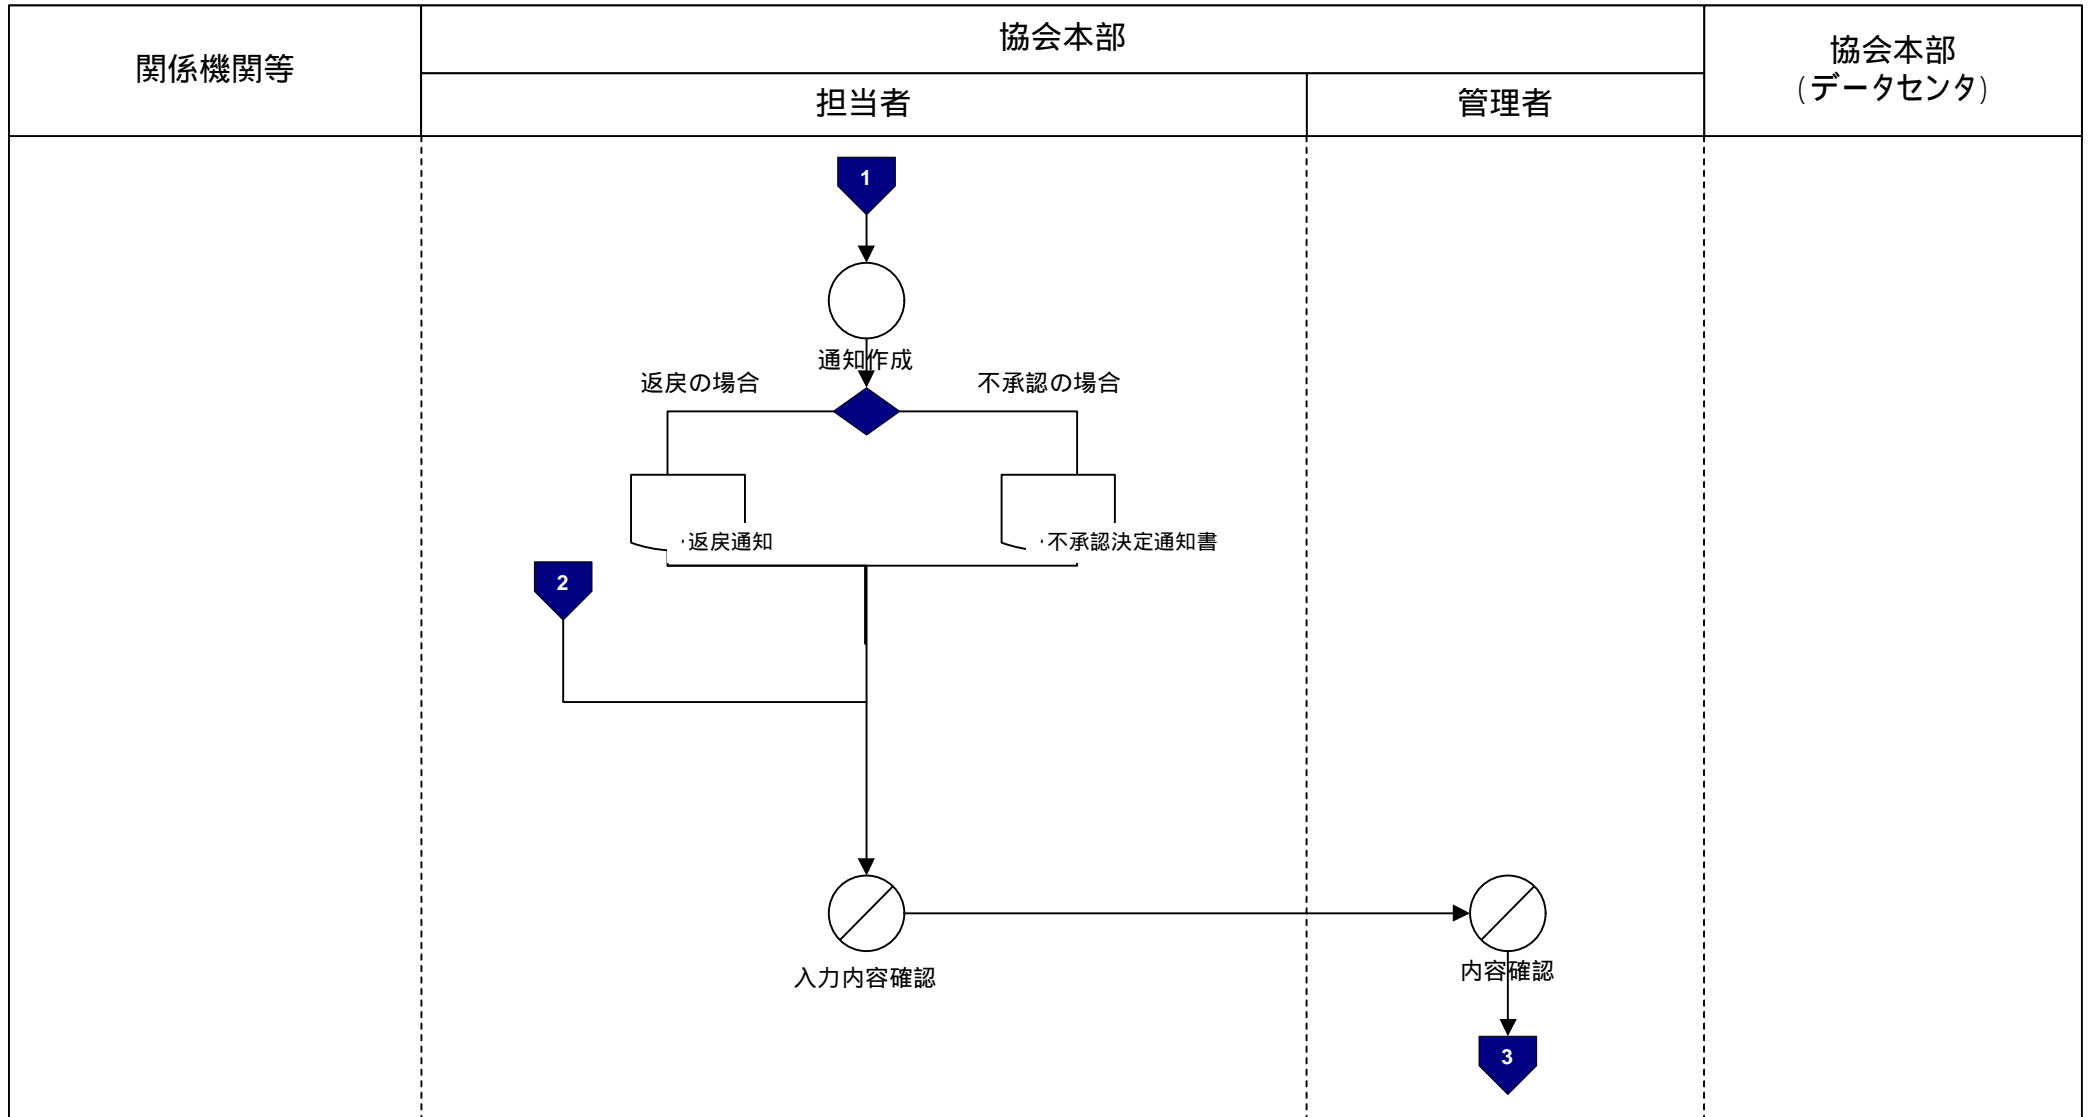 関係機関等
協会本部
担当者
管理者
協会本部
(データセンタ)
1
通知作成
返戻の場合
不承認の場合
・返戻通知
・不承認決定通知書
2
入力内容確認
内容確認
3